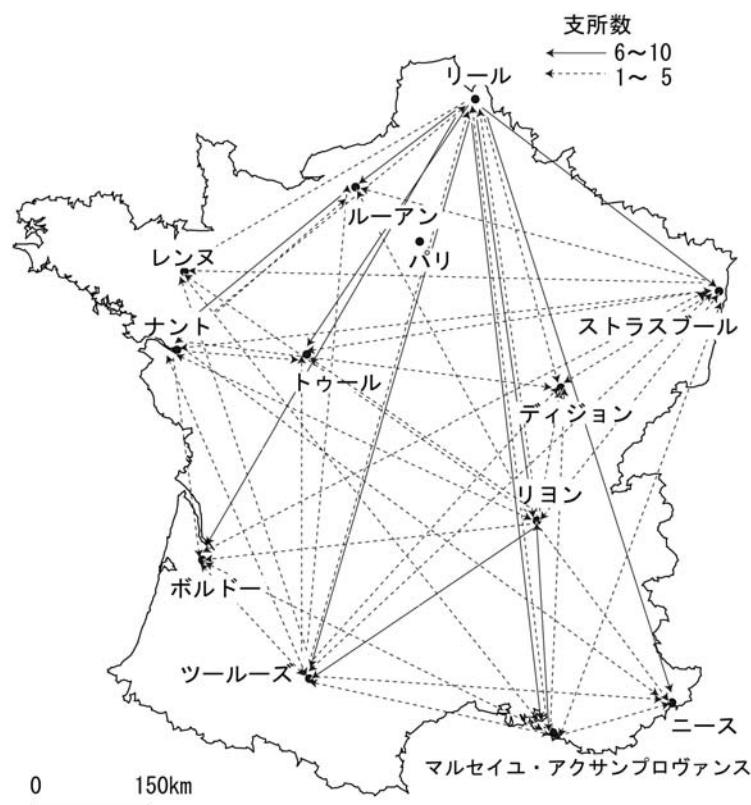 支所数
6～10
1～ 5
リール
ルーアン
パリ
レンヌ
ストラスブール
ナント
トゥール
ディジョン
リヨン
ボルドー
ツールーズ
ニース
マルセイユ・アクサンプロヴァンス
0 150km